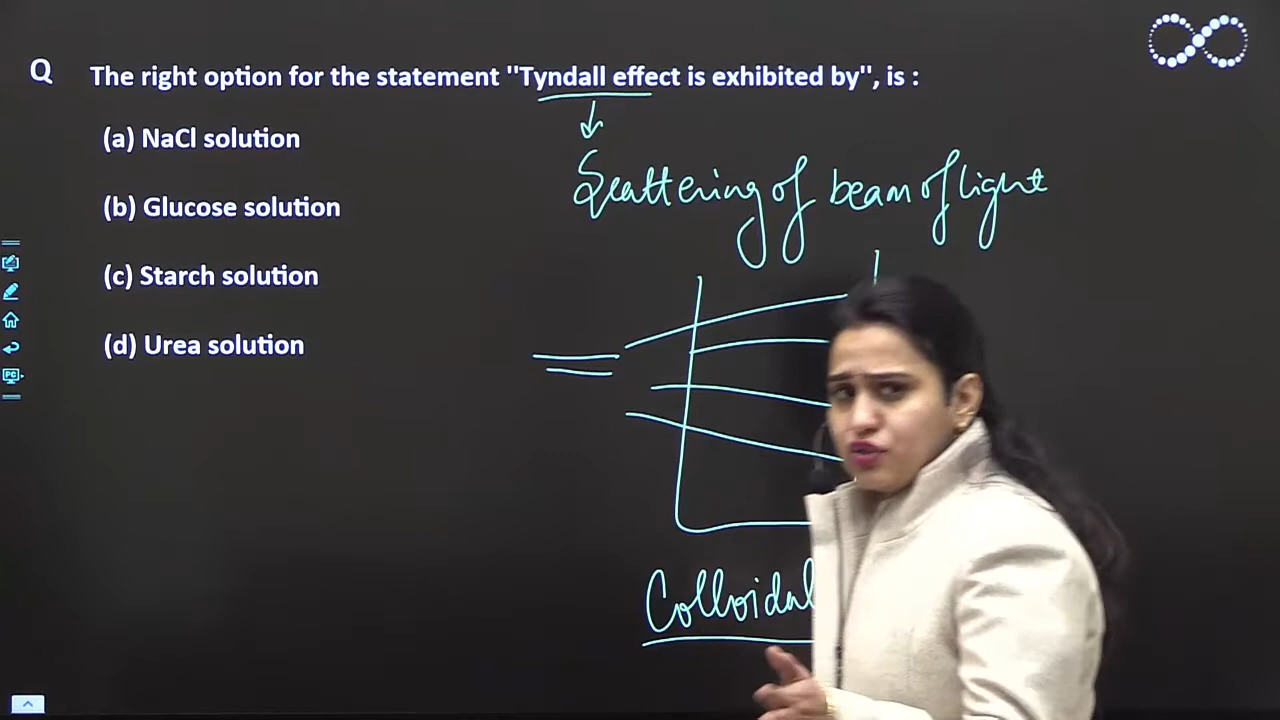 Q The right option for the statement "Tyndall effect is exhibited by", is :
(a) NaCl solution
Scattering of beam of light
(b) Glucose solution
(c) Starch solution
(d) Urea solution
PC
Colloidal